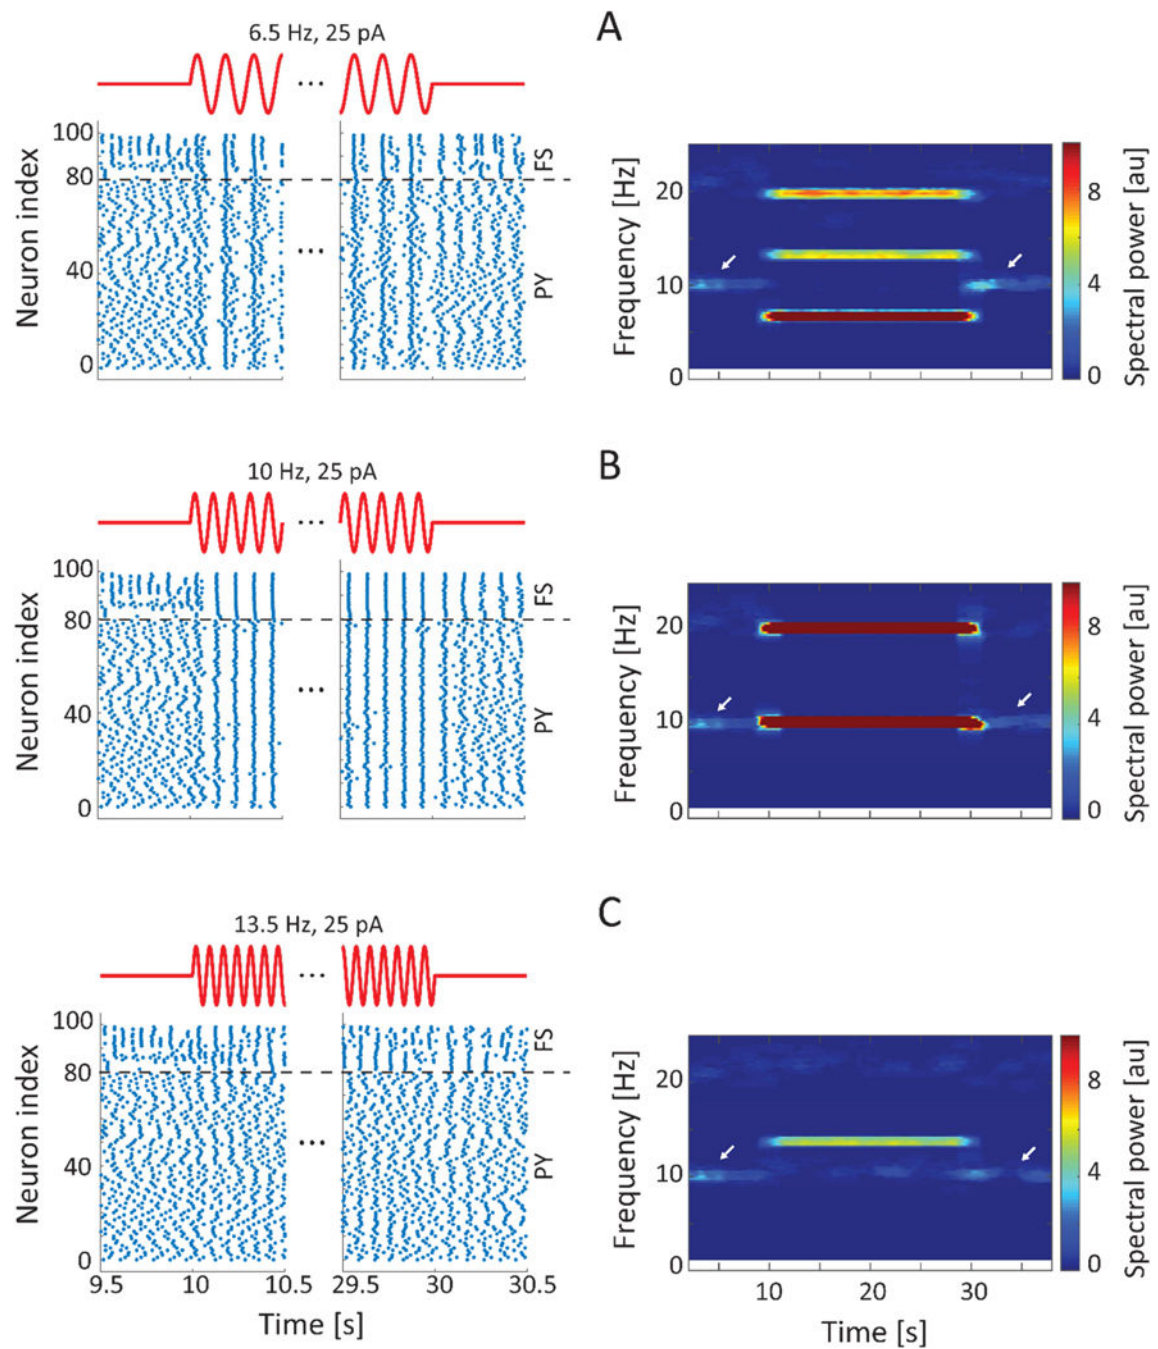 6.5 Hz, 25 pA
A
...
100
80
40
0
Neuron index
FS
PY
...
20
10
0
Frequency [Hz]
8
4
0
Spectral power [au]
10 Hz, 25 pA
B
...
100
80
40
0
Neuron index
FS
PY
...
20
10
0
Frequency [Hz]
8
4
0
Spectral power [au]
13.5 Hz, 25 pA
C
...
100
80
40
0
Neuron index
FS
PY
...
9.5 10 10.5 29.5 30 30.5
Time [s]
20
10
0
Frequency [Hz]
8
4
0
Spectral power [au]
10 20 30
Time [s]